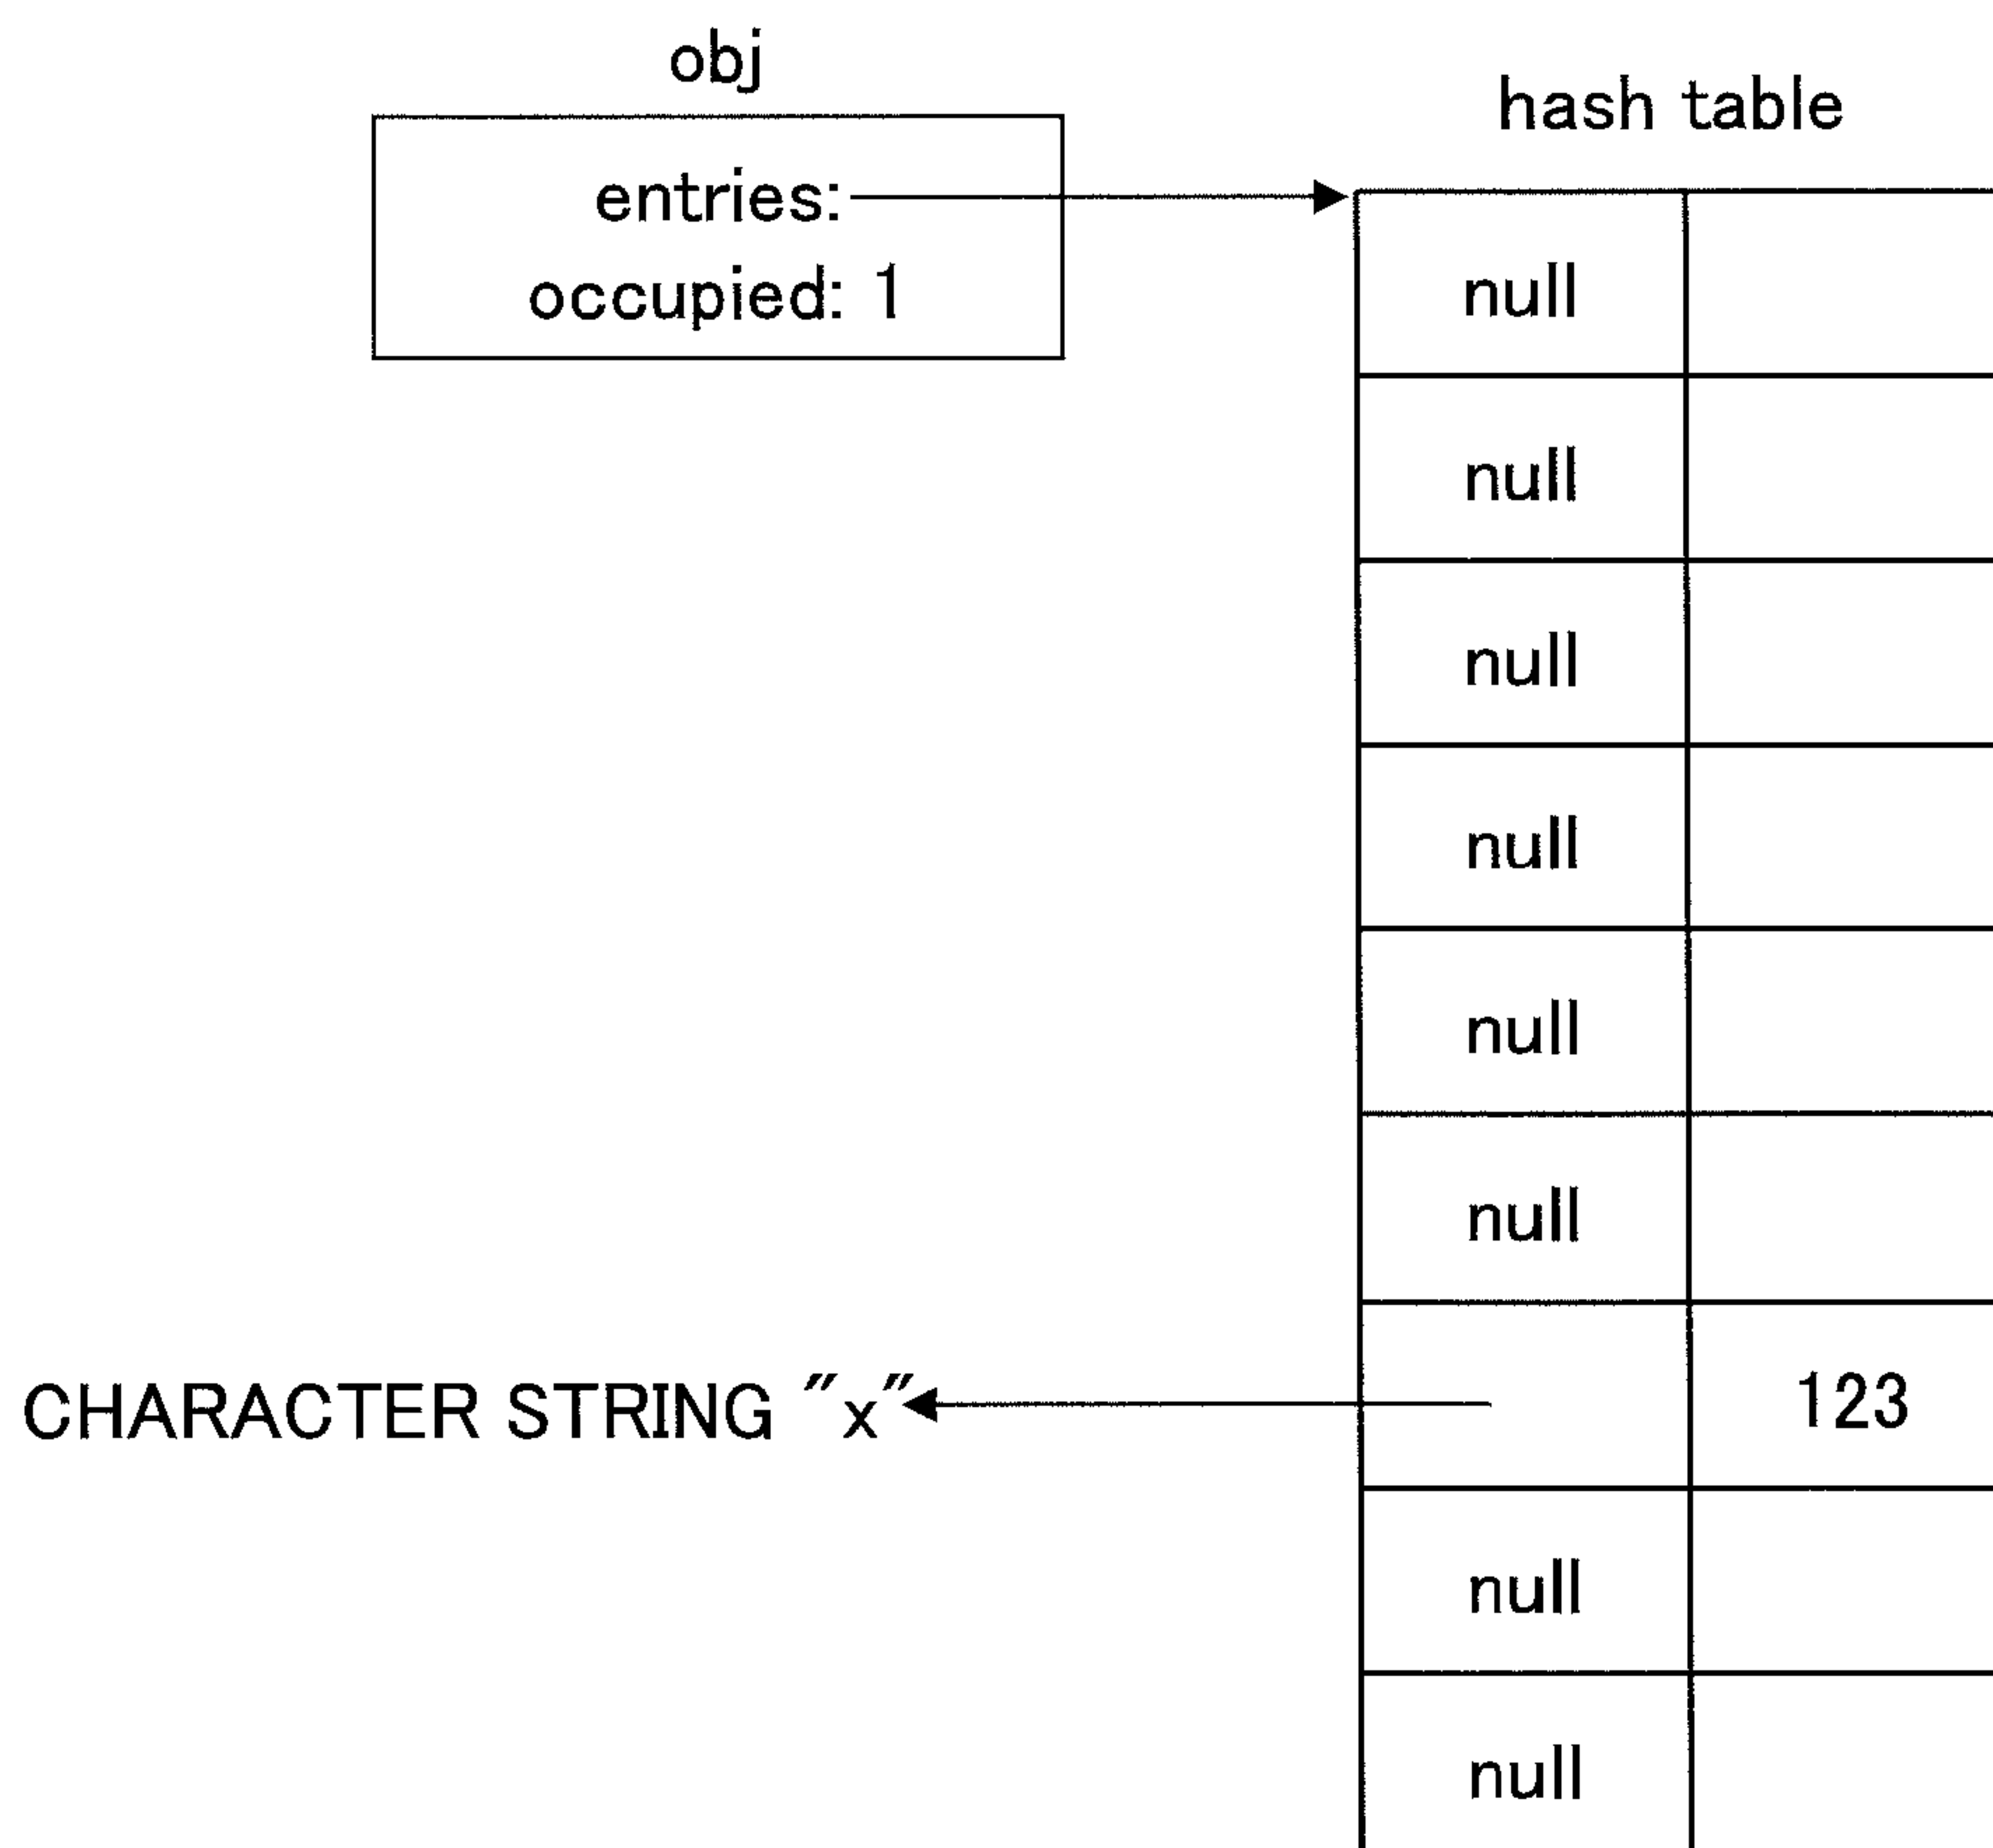 obj
hash table
entries:
occupied: 1
null
null
null
null
null
null
CHARACTER STRING "x"
123
null
null